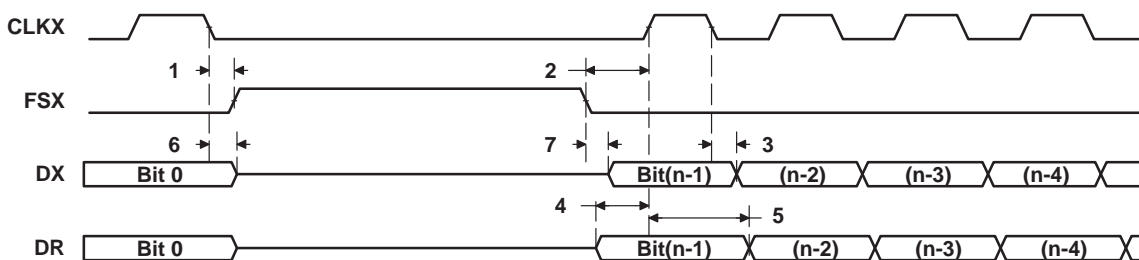 CLKX
1 2
FSX
6 7 3
DX Bit 0 Bit(n-1) (n-2) (n-3) (n-4)
4 5
DR Bit 0 Bit(n-1) (n-2) (n-3) (n-4)